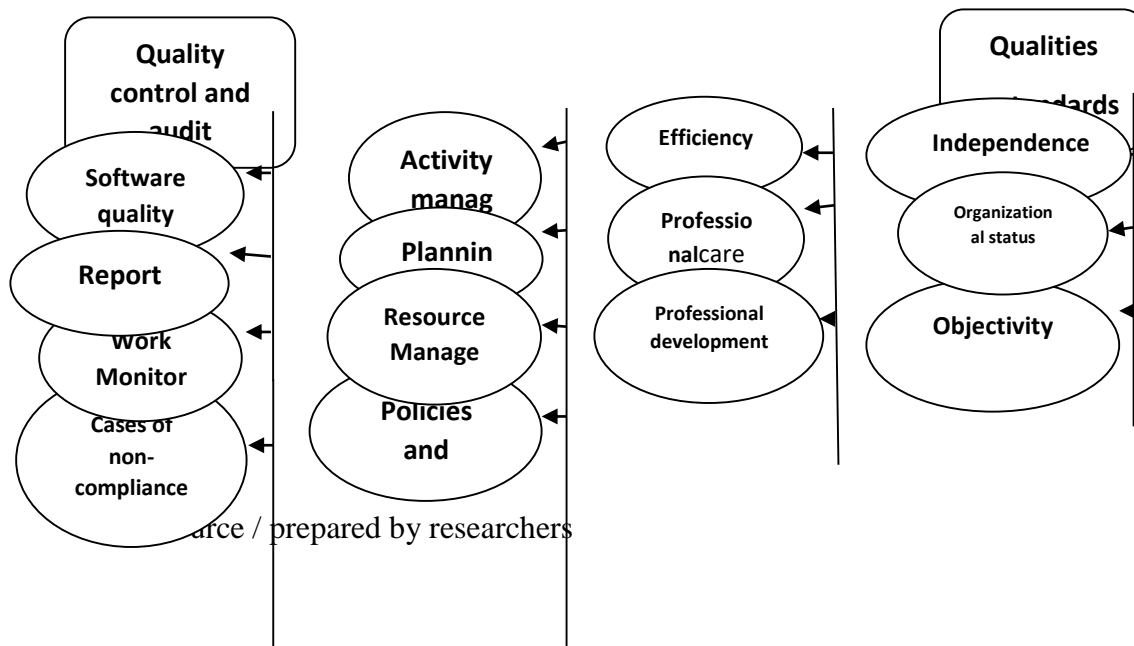 Quality
control and
audit
Software
quality
Report
Work
Monitor
Cases of
non-
compliance
Activity
manag
Plannin
Resource
Manage
Policies
and
Efficiency
Professio
nalcare
Professional
development
Qualities
standards
Independence
Organization
al status
Objectivity
/ prepared by researchers